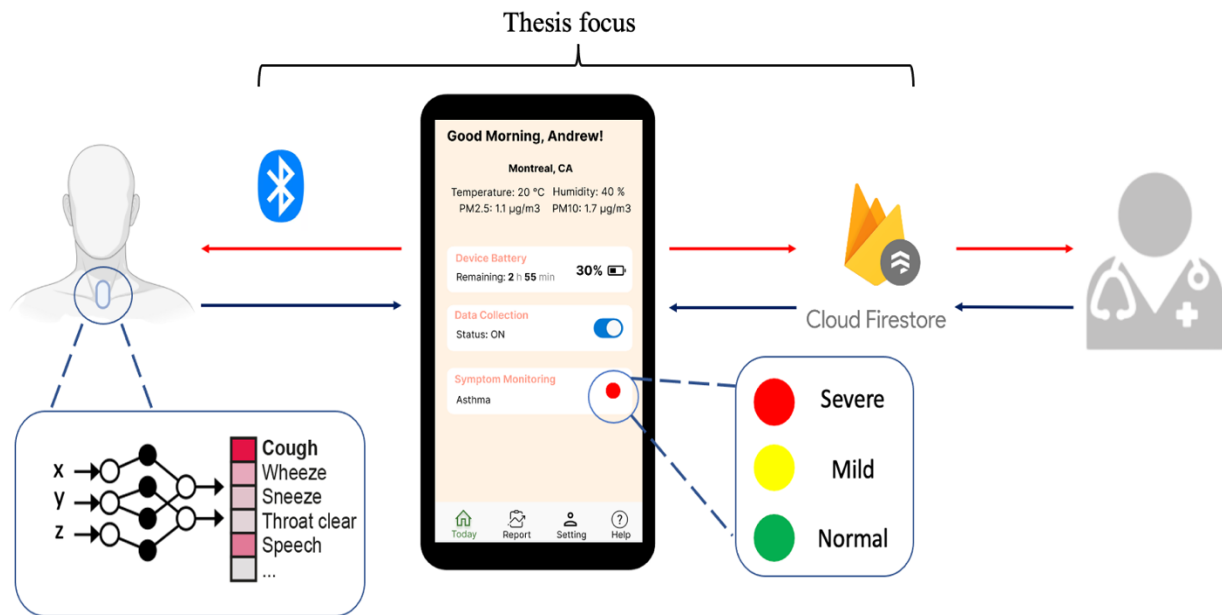 Thesis focus
Good Morning, Andrew!
Montreal, CA
Temperature: 20 °C Humidity: 40 %
PM2.5: 1.1 µg/m3 PM10: 1.7 µg/m3
Device Battery
Remaining: 2 h 55 min 30%
Data Collection
Status: ON
Symptom Monitoring
Asthma
Today Report Setting Help
Cloud Firestore
x
y
z
Cough
Wheeze
Sneeze
Throat clear
Speech
...
Severe
Mild
Normal